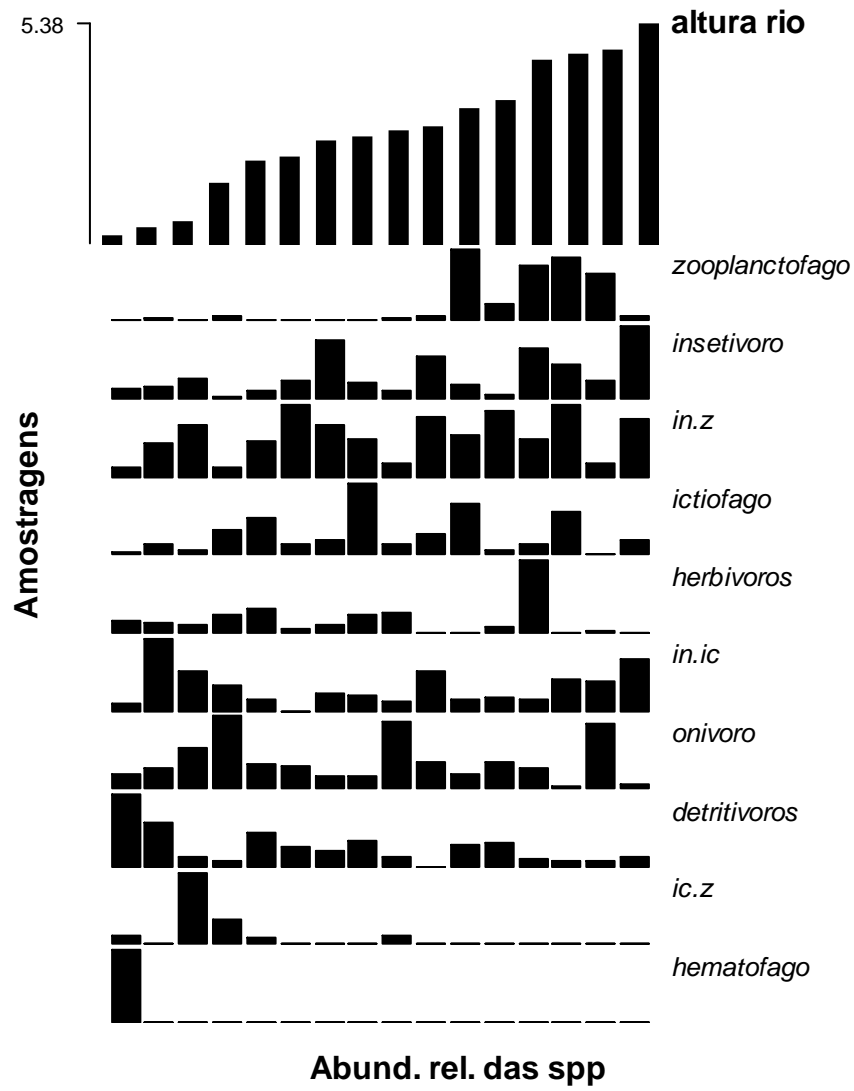 5.38
altura rio
zooplanctofago
insetivoro
in.z
ictiofago
herbivoros
in.ic
onivoro
detritivoros
ic.z
hematofago
Amostragens
Abund. rel. das spp